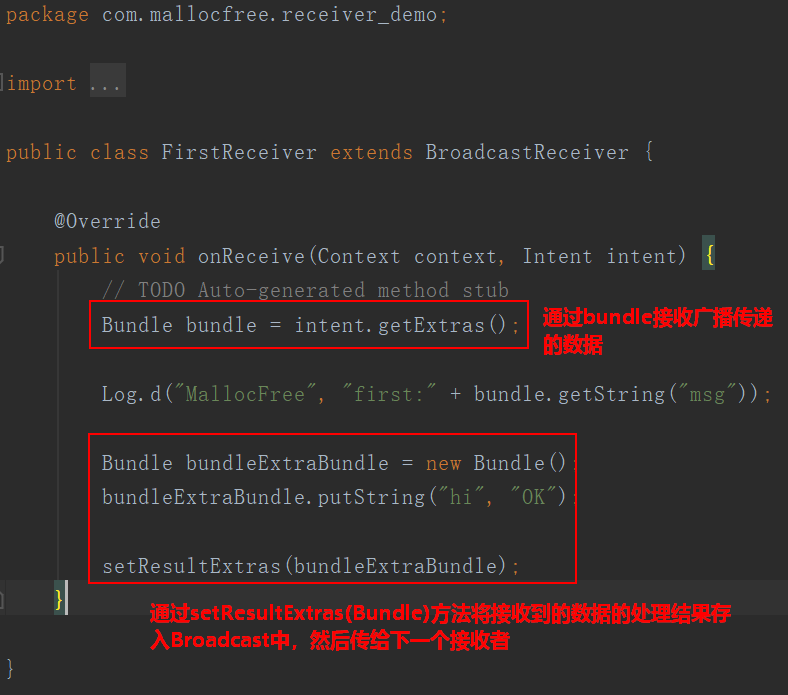 package com.mallocfree.receiver_demo;
import ...
public class FirstReceiver extends BroadcastReceiver {
@Override
public void onReceive(Context context, Intent intent) {
// TODO Auto-generated method stub
Bundle bundle = intent.getExtras();
通过bundle接收广播传递
的数据
Log.d("MallocFree", "first:" + bundle.getString("msg"));
Bundle bundleExtraBundle = new Bundle();
bundleExtraBundle.putString("hi", "OK");
setResultExtras(bundleExtraBundle);
}
通过setResultExtras(Bundle)方法将接收到的数据的处理结果存
入Broadcast中，然后传给下一个接收者
}